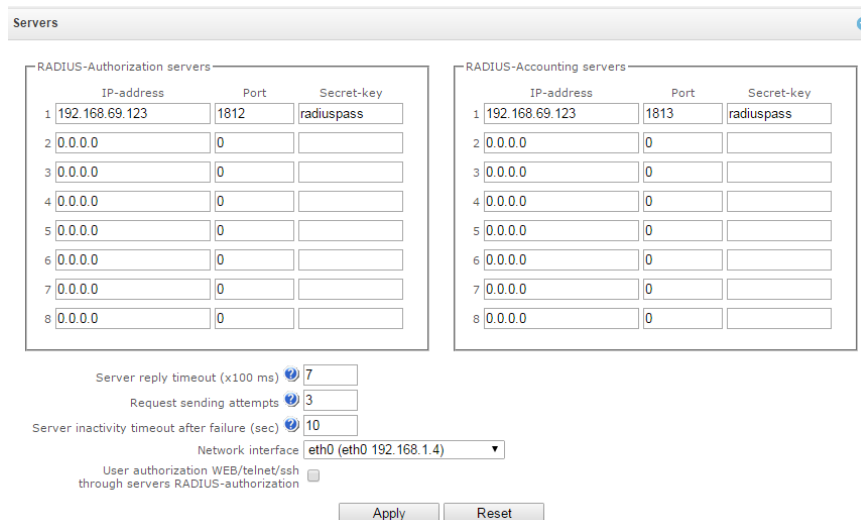 Servers
RADIUS-Authorization servers
IP-address Port Secret-key
1 192.168.69.123 1812 radiuspass
2 0.0.0.0 0
3 0.0.0.0 0
4 0.0.0.0 0
5 0.0.0.0 0
6 0.0.0.0 0
7 0.0.0.0 0
8 0.0.0.0 0
RADIUS-Accounting servers
IP-address Port Secret-key
1 192.168.69.123 1813 radiuspass
2 0.0.0.0 0
3 0.0.0.0 0
4 0.0.0.0 0
5 0.0.0.0 0
6 0.0.0.0 0
7 0.0.0.0 0
8 0.0.0.0 0
Server reply timeout (x100 ms) ? 7
Request sending attempts ? 3
Server inactivity timeout after failure (sec) ? 10
Network interface eth0 (eth0 192.168.1.4)
User authorization WEB/telnet/ssh
through servers RADIUS-authorization
Apply Reset